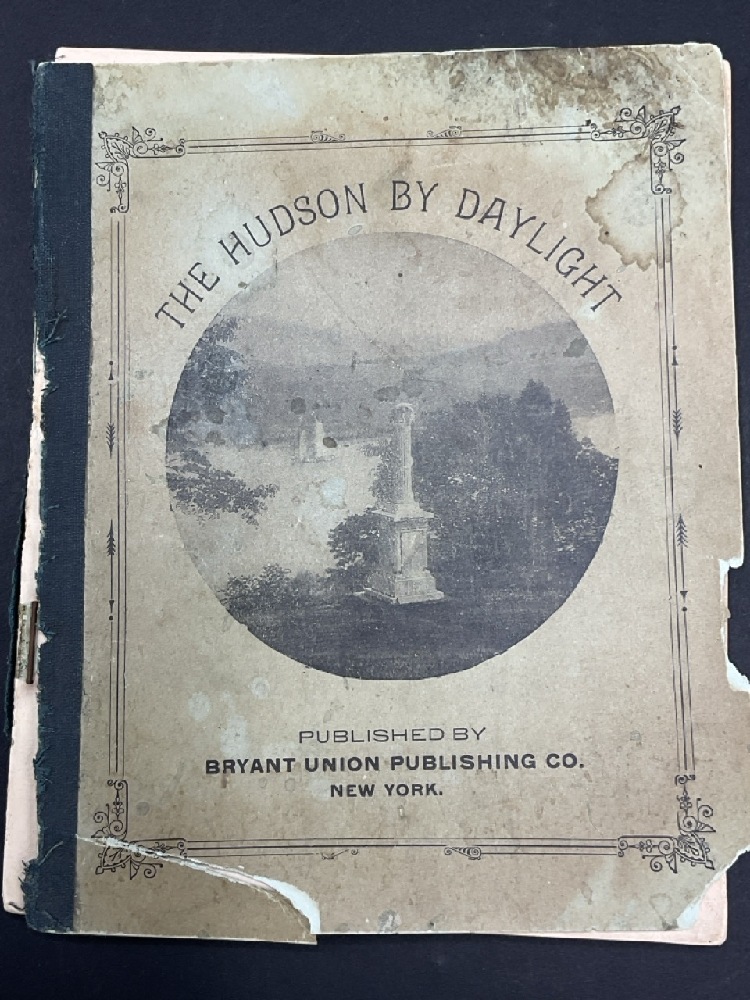 THE HUDSON BY DAYLIGHT
PUBLISHED BY
BRYANT UNION PUBLISHING CO.
NEW YORK.